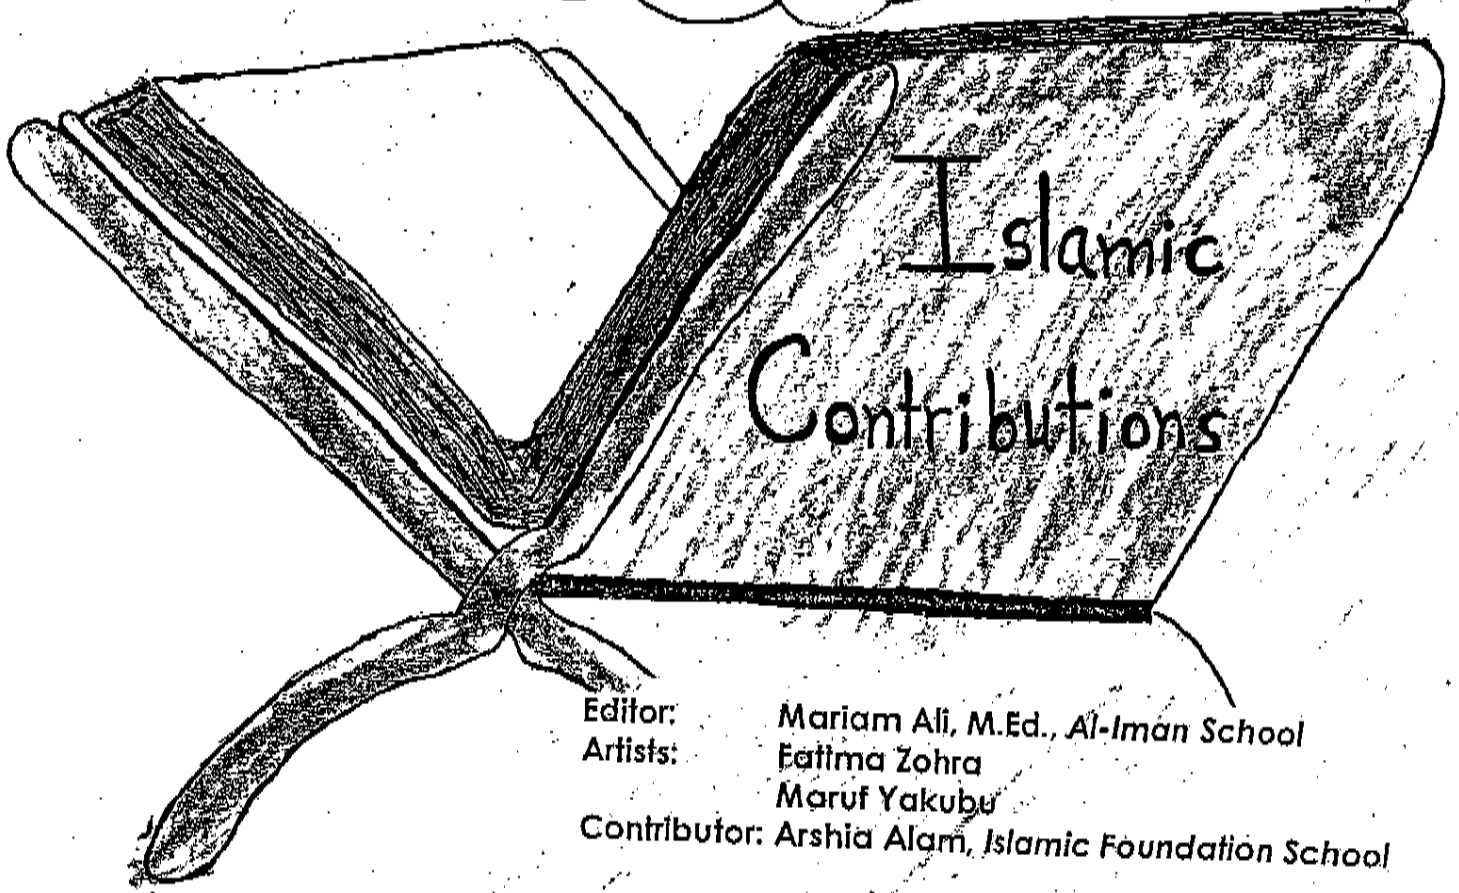 Islamic
Contributions
Editor: Mariam Ali, M.Ed., Al-Iman School
Artists: Fatima Zohra
Maruf Yakubu
Contributor: Arshia Alam, Islamic Foundation School